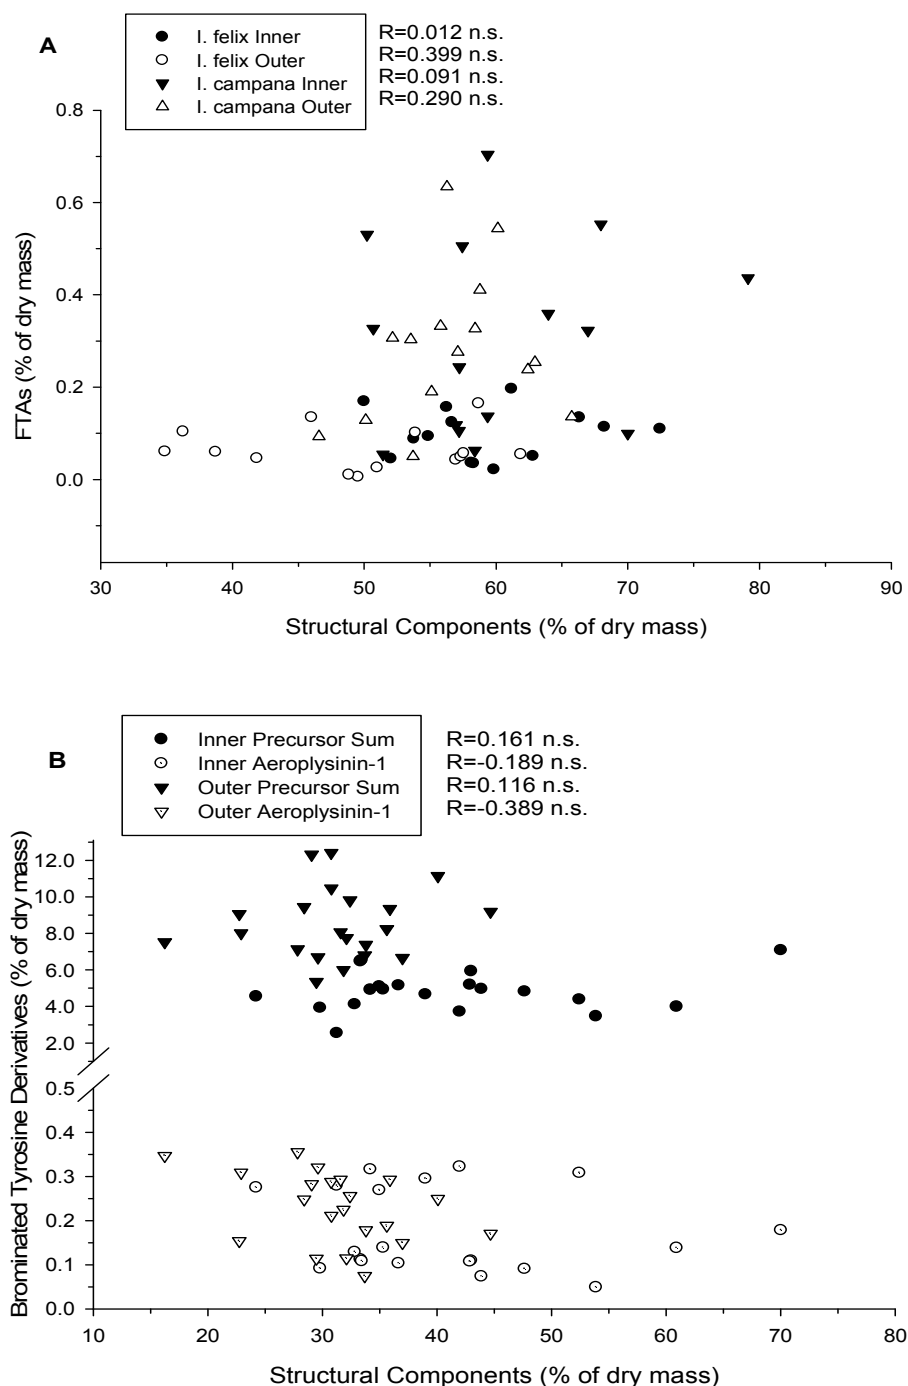 A
I. felix Inner R=0.012 n.s.
I. felix Outer R=0.399 n.s.
I. campana Inner R=0.091 n.s.
I. campana Outer R=0.290 n.s.
0.8
0.6
0.4
0.2
0.0
FTAs (% of dry mass)
30 40 50 60 70 80 90
Structural Components (% of dry mass)
B
Inner Precursor Sum R=0.161 n.s.
Inner Aeroplysinin-1 R=-0.189 n.s.
Outer Precursor Sum R=0.116 n.s.
Outer Aeroplysinin-1 R=-0.389 n.s.
12.0
10.0
8.0
6.0
4.0
2.0
0.5
0.4
0.3
0.2
0.1
0.0
Brominated Tyrosine Derivatives (% of dry mass)
10 20 30 40 50 60 70 80
Structural Components (% of dry mass)